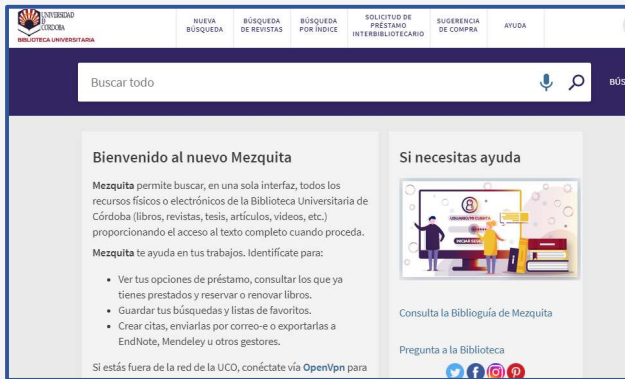 UNIVERSIDAD
D
CÓRDOBA
BIBLIOTECA UNIVERSITARIA
NUEVA
BÚSQUEDA
BÚSQUEDA
DE REVISTAS
BÚSQUEDA
POR ÍNDICE
SOLICITUD DE
PRÉSTAMO
INTERBIBLIOTECARIO
SUGERENCIA
DE COMPRA
AYUDA
Buscar todo
BÚS
Bienvenido al nuevo Mezquita
Mezquita permite buscar, en una sola interfaz, todos los
recursos físicos o electrónicos de la Biblioteca Universitaria de
Córdoba (libros, revistas, tesis, artículos, videos, etc.)
proporcionando el acceso al texto completo cuando proceda.
Mezquita te ayuda en tus trabajos. Identifícate para:
• Ver tus opciones de préstamo, consultar los que ya
tienes prestados y reservar o renovar libros.
• Guardar tus búsquedas y listas de favoritos.
• Crear citas, enviarlas por correo-e o exportarlas a
EndNote, Mendeley u otros gestores.
Si estás fuera de la red de la UCO, conéctate vía OpenVpn para
Si necesitas ayuda
USUARIO/MI CUENTA
Consulta la Biblioguía de Mezquita
Pregunta a la Biblioteca